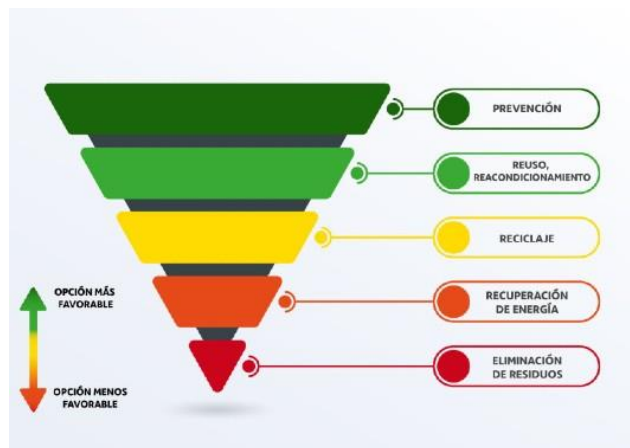 PREVENCIÓN
REUSO,
REACONDICIONAMIENTO
RECICLAJE
OPCIÓN MÁS
FAVORABLE
RECUPERACIÓN
DE ENERGÍA
ELIMINACIÓN
DE RESIDUOS
OPCIÓN MENOS
FAVORABLE